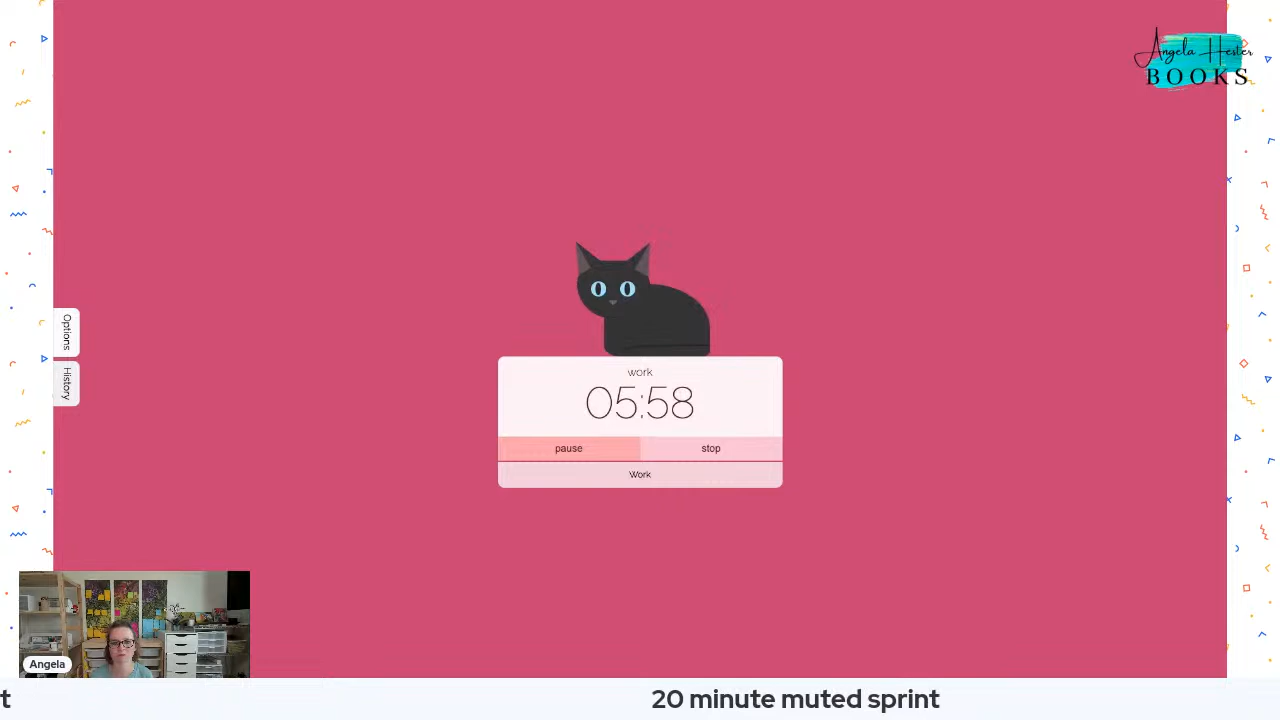 Angela Hester
BOOKS
Options
History
work
05:58
pause
stop
Work
Angela
t
20 minute muted sprint